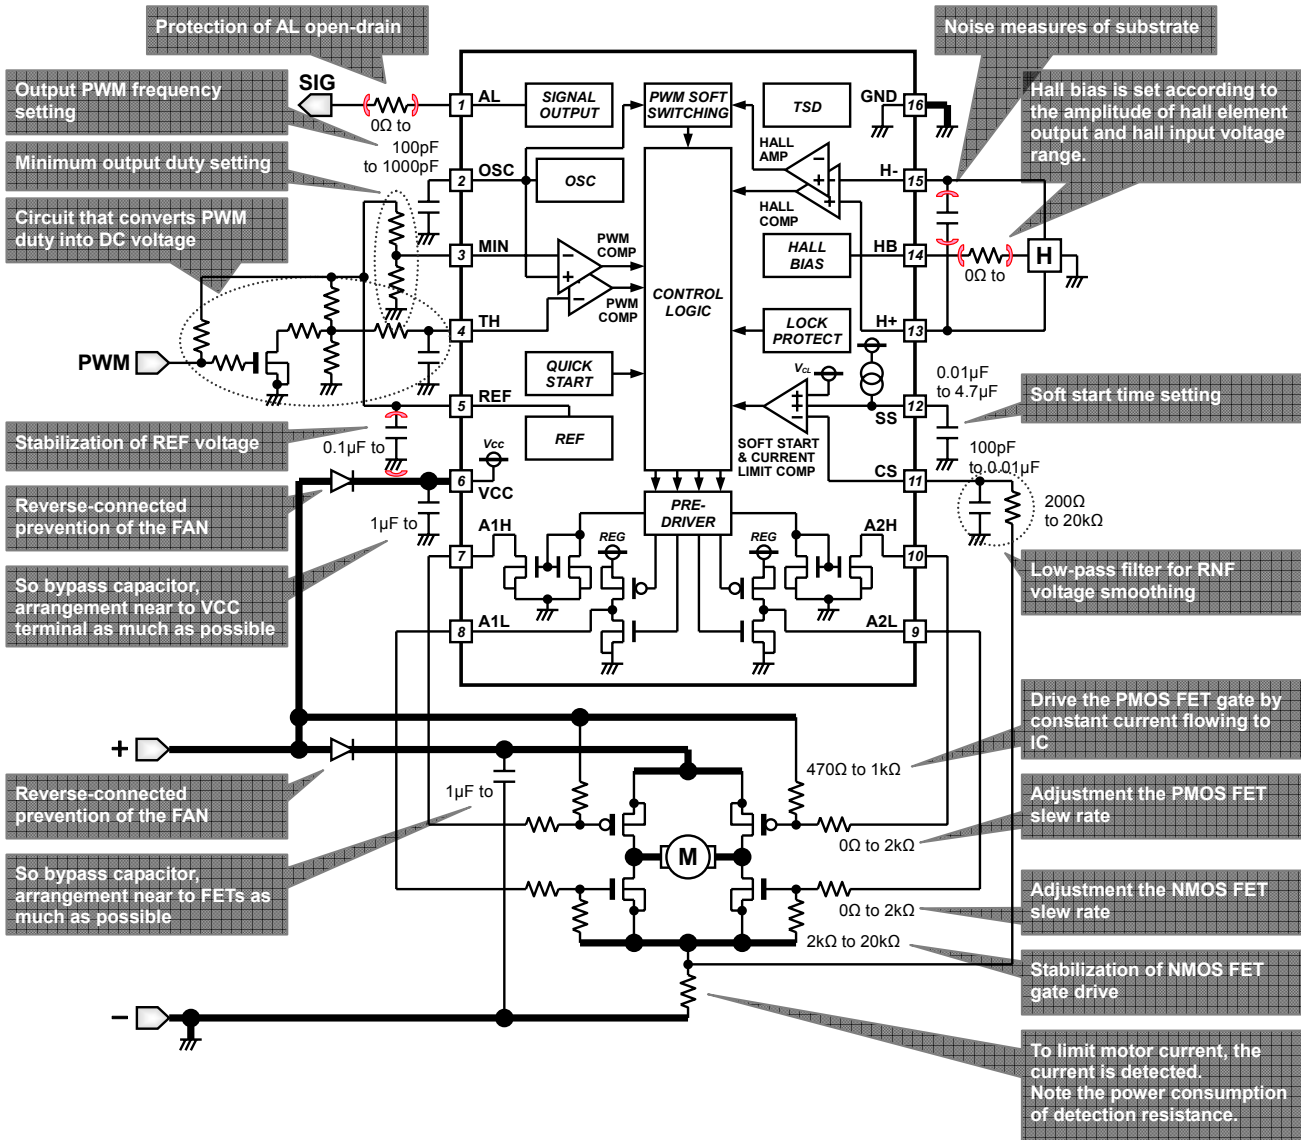 Protection of AL open-drain
Noise measures of substrate
Output PWM frequency
setting
SIG
0Ω to
100pF
to 1000pF
Hall bias is set according to
the amplitude of hall element
output and hall input voltage
range.
Minimum output duty setting
Circuit that converts PWM
duty into DC voltage
PWM
1
AL
SIGNAL
OUTPUT
PWM SOFT
SWITCHING
TSD
GND
16
2
OSC
OSC
HALL
AMP
HALL
COMP
H-
15
3
MIN
PWM
COMP
PWM
COMP
CONTROL
LOGIC
HALL
BIAS
HB
14
0Ω to
H
4
TH
LOCK
PROTECT
H+
13
QUICK
START
VCL
0.01µF
to 4.7µF
Soft start time setting
5
REF
REF
SS
12
Stabilization of REF voltage
0.1µF to
SOFT START
& CURRENT
LIMIT COMP
100pF
to 0.01µF
Vcc
CS
11
6
VCC
Reverse-connected
prevention of the FAN
1µF to
200Ω
to 20kΩ
PRE-
DRIVER
7
A1H
REG
REG
A2H
10
Low-pass filter for RNF
voltage smoothing
So bypass capacitor,
arrangement near to VCC
terminal as much as possible
8
A1L
A2L
9
Drive the PMOS FET gate by
constant current flowing to
IC
+
470Ω to 1kΩ
Reverse-connected
prevention of the FAN
1µF to
Adjustment the PMOS FET
slew rate
0Ω to 2kΩ
M
So bypass capacitor,
arrangement near to FETs as
much as possible
Adjustment the NMOS FET
slew rate
0Ω to 2kΩ
2kΩ to 20kΩ
Stabilization of NMOS FET
gate drive
−
To limit motor current, the
current is detected.
Note the power consumption
of detection resistance.